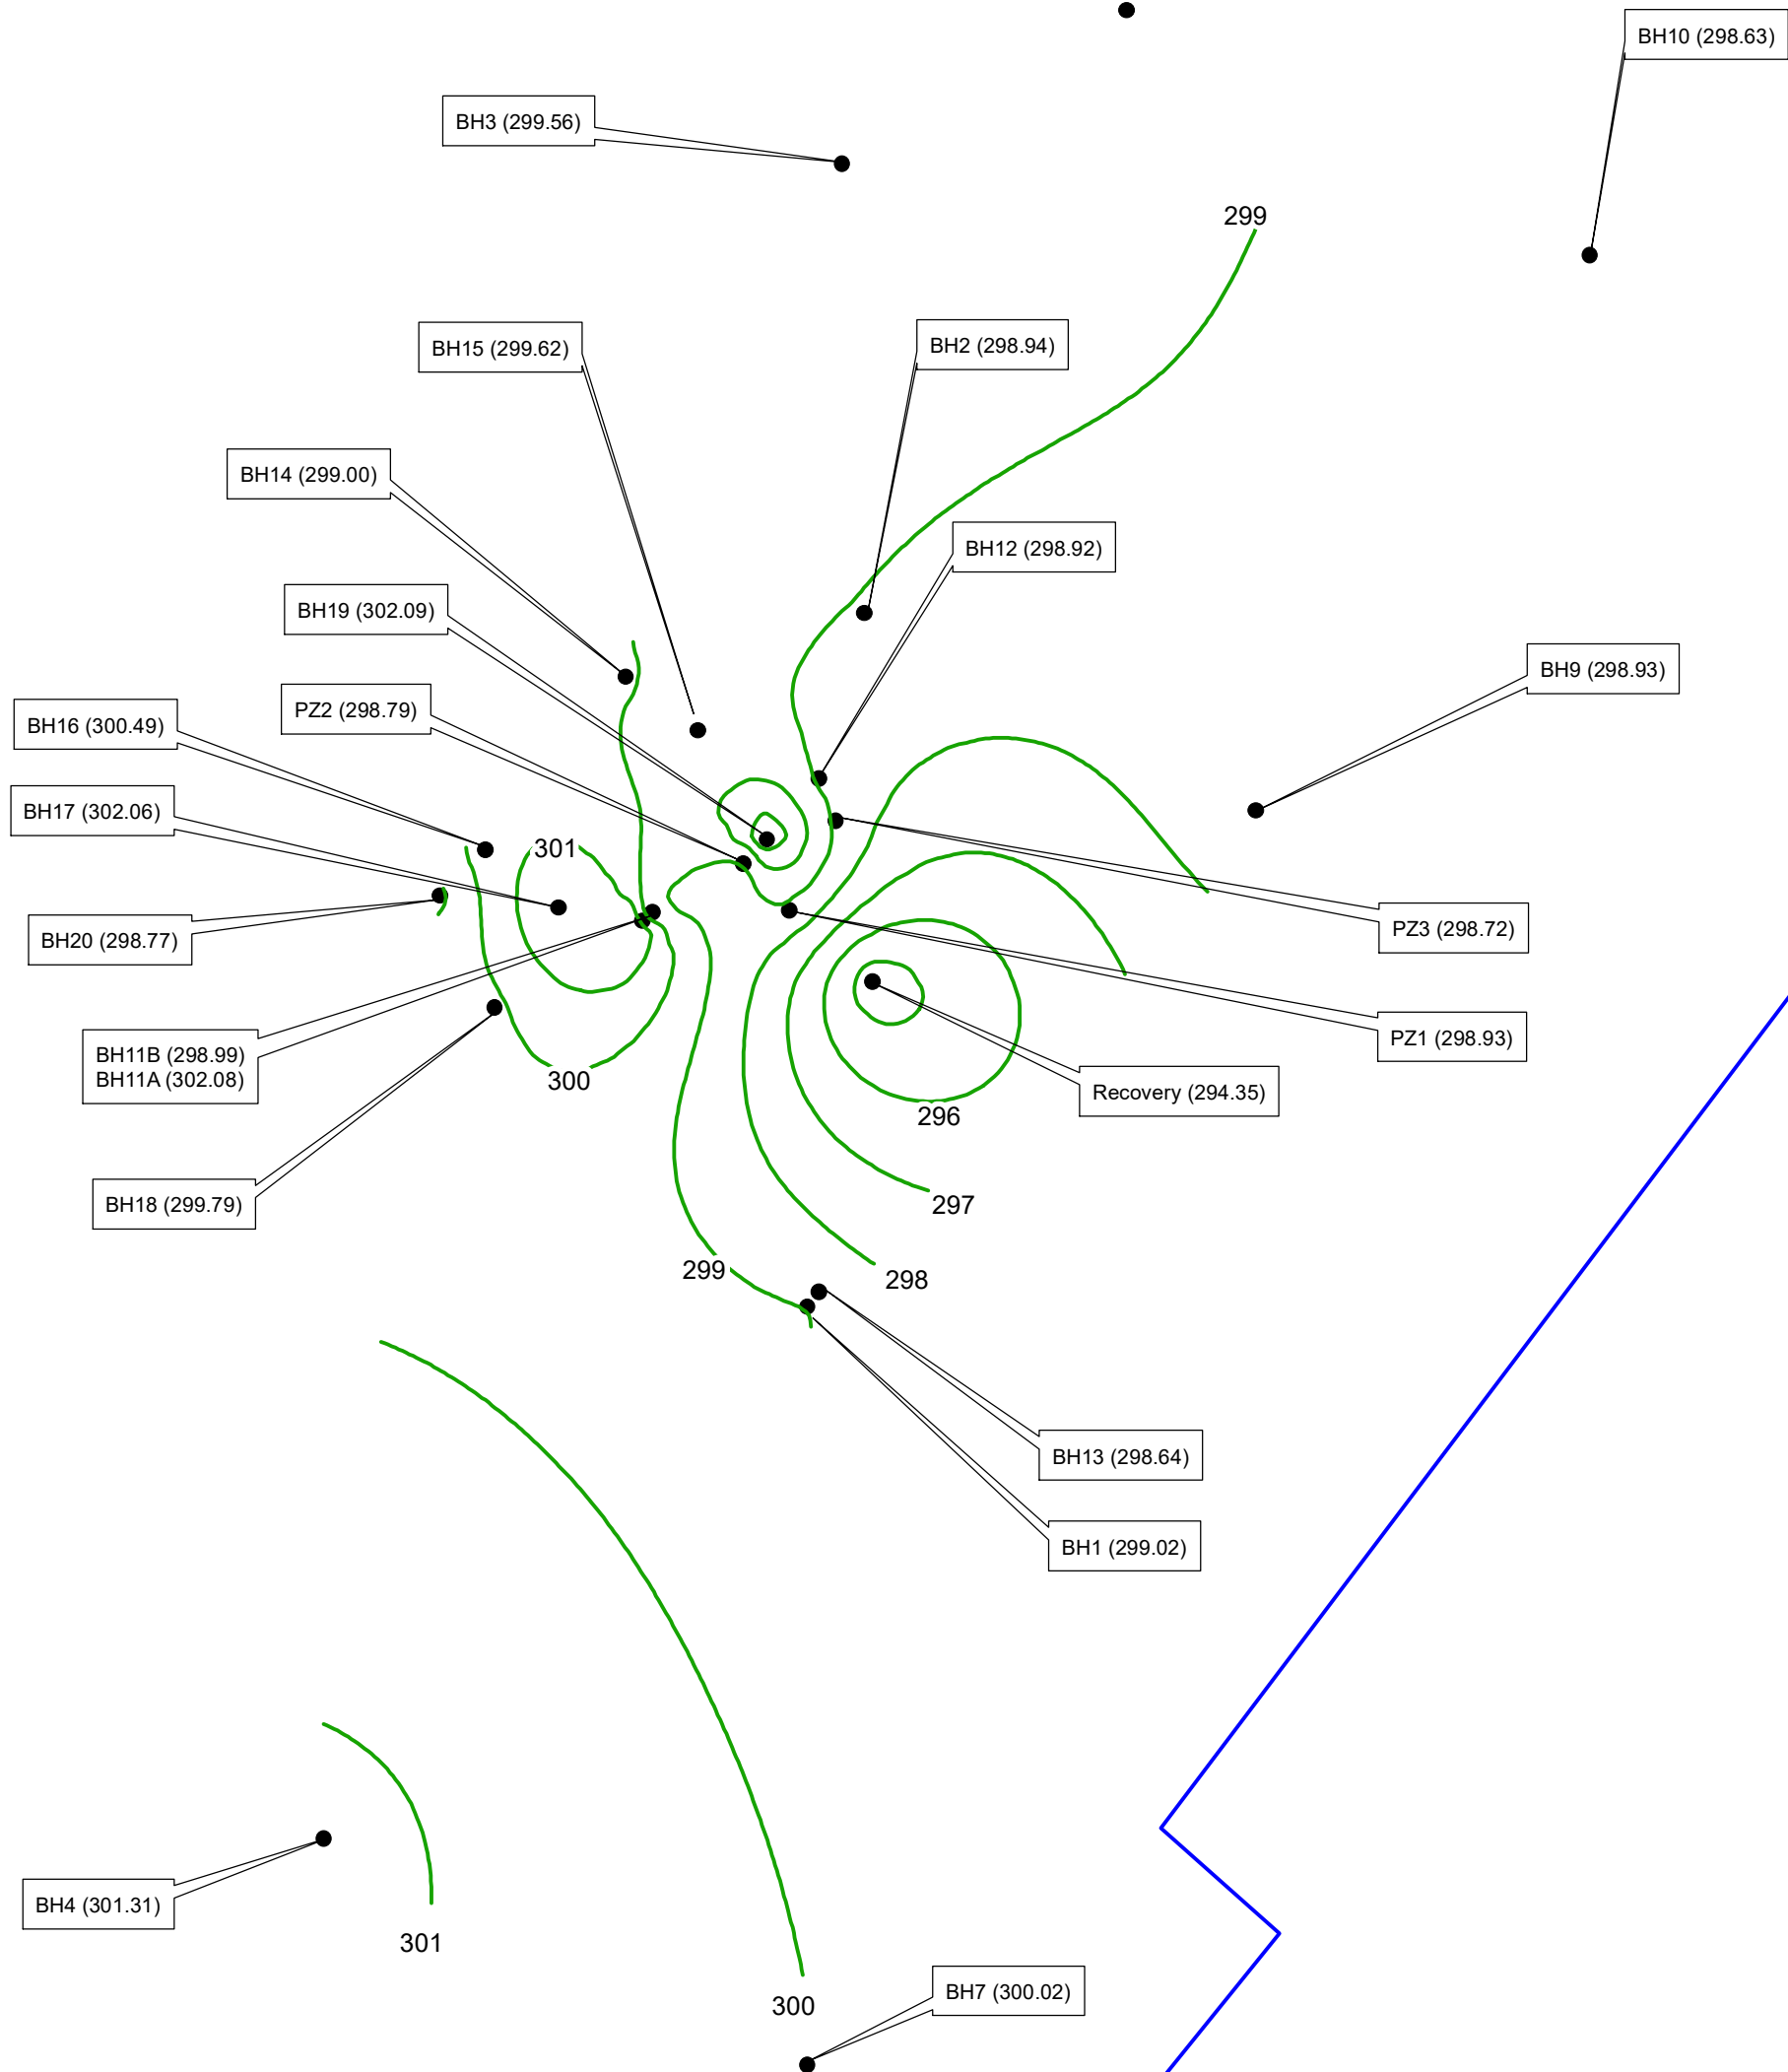 BH10 (298.63)
BH3 (299.56)
299
BH2 (298.94)
BH15 (299.62)
BH14 (299.00)
BH12 (298.92)
BH19 (302.09)
BH9 (298.93)
PZ2 (298.79)
BH16 (300.49)
BH17 (302.06)
301
PZ3 (298.72)
BH20 (298.77)
PZ1 (298.93)
BH11B (298.99)
BH11A (302.08)
300
Recovery (294.35)
296
BH18 (299.79)
297
299
298
BH13 (298.64)
BH1 (299.02)
BH4 (301.31)
301
BH7 (300.02)
300